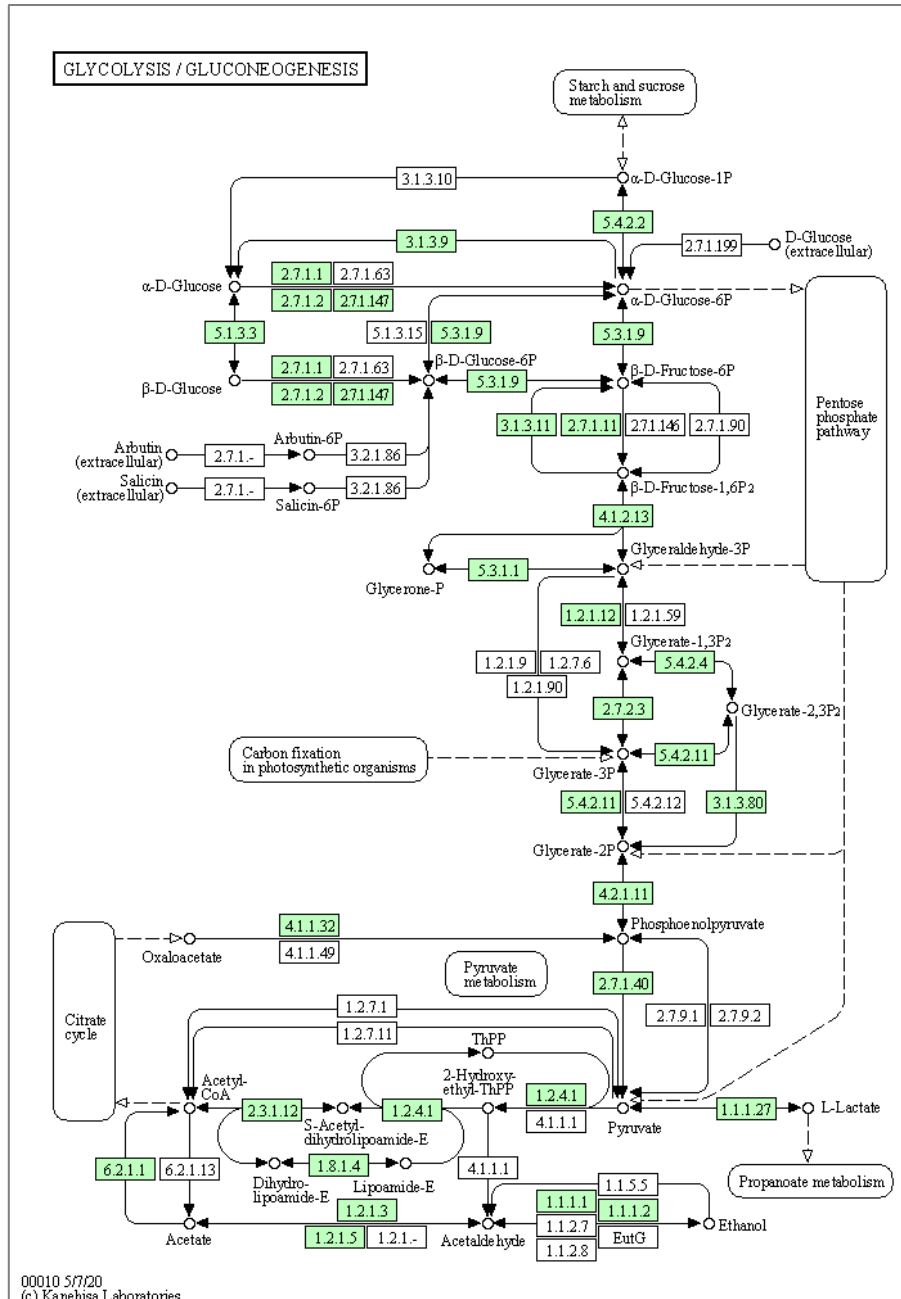 GLYCOLYSIS / GLUCONEOGENESIS
Starch and sucrose
metabolism
3.1.3.10
α-D-Glucose-1P
5.4.2.2
3.1.3.9
2.7.1.199
D-Glucose
(extracellular)
2.7.1.1 2.7.1.63
α-D-Glucose
2.7.1.2 2.7.1.147
α-D-Glucose-6P
5.1.3.3
5.1.3.15 5.3.1.9
5.3.1.9
β-D-Glucose-6P
β-D-Fructose-6P
2.7.1.1 2.7.1.63
β-D-Glucose
2.7.1.2 2.7.1.147
5.3.1.9
Pentose
phosphate
pathway
3.1.3.11 2.7.1.11 2.7.1.146 2.7.1.90
Arbutin
(extracellular)
2.7.1.-
Arbutin-6P
3.2.1.86
Salicin
(extracellular)
2.7.1.-
Salicin-6P
3.2.1.86
β-D-Fructose-1,6P2
4.1.2.13
Glyceraldehyde-3P
5.3.1.1
Glycerone-P
1.2.1.12 1.2.1.59
Glycerate-1,3P2
1.2.1.9 1.2.7.6
1.2.1.90
5.4.2.4
2.7.2.3
Glycerate-2,3P2
Carbon fixation
in photosynthetic organisms
5.4.2.11
Glycerate-3P
5.4.2.11 5.4.2.12
3.1.3.80
Glycerate-2P
4.2.1.11
4.1.1.32
Phosphoenolpyruvate
Oxaloacetate
4.1.1.49
Pyruvate
metabolism
2.7.1.40
Citrate
cycle
1.2.7.1
1.2.7.11
2.7.9.1 2.7.9.2
ThPP
Acetyl-
CoA
2-Hydroxy-
ethyl-ThPP
2.3.1.12
S-Acetyl-
dihydrolipoamide-E
1.2.4.1
1.2.4.1
4.1.1.1
Pyruvate
1.1.1.27
L-Lactate
6.2.1.1 6.2.1.13
1.8.1.4
Dihydro-
lipoamide-E
Lipoamide-E
4.1.1.1
Propanoate metabolism
1.2.1.3
Acetate
1.2.1.5 1.2.1.-
Acetaldehyde
1.1.5.5
1.1.1.1 1.1.1.2
1.1.2.7
1.1.2.8 EutG
Ethanol
00010 5/7/20
(c) Kanehisa Laboratories